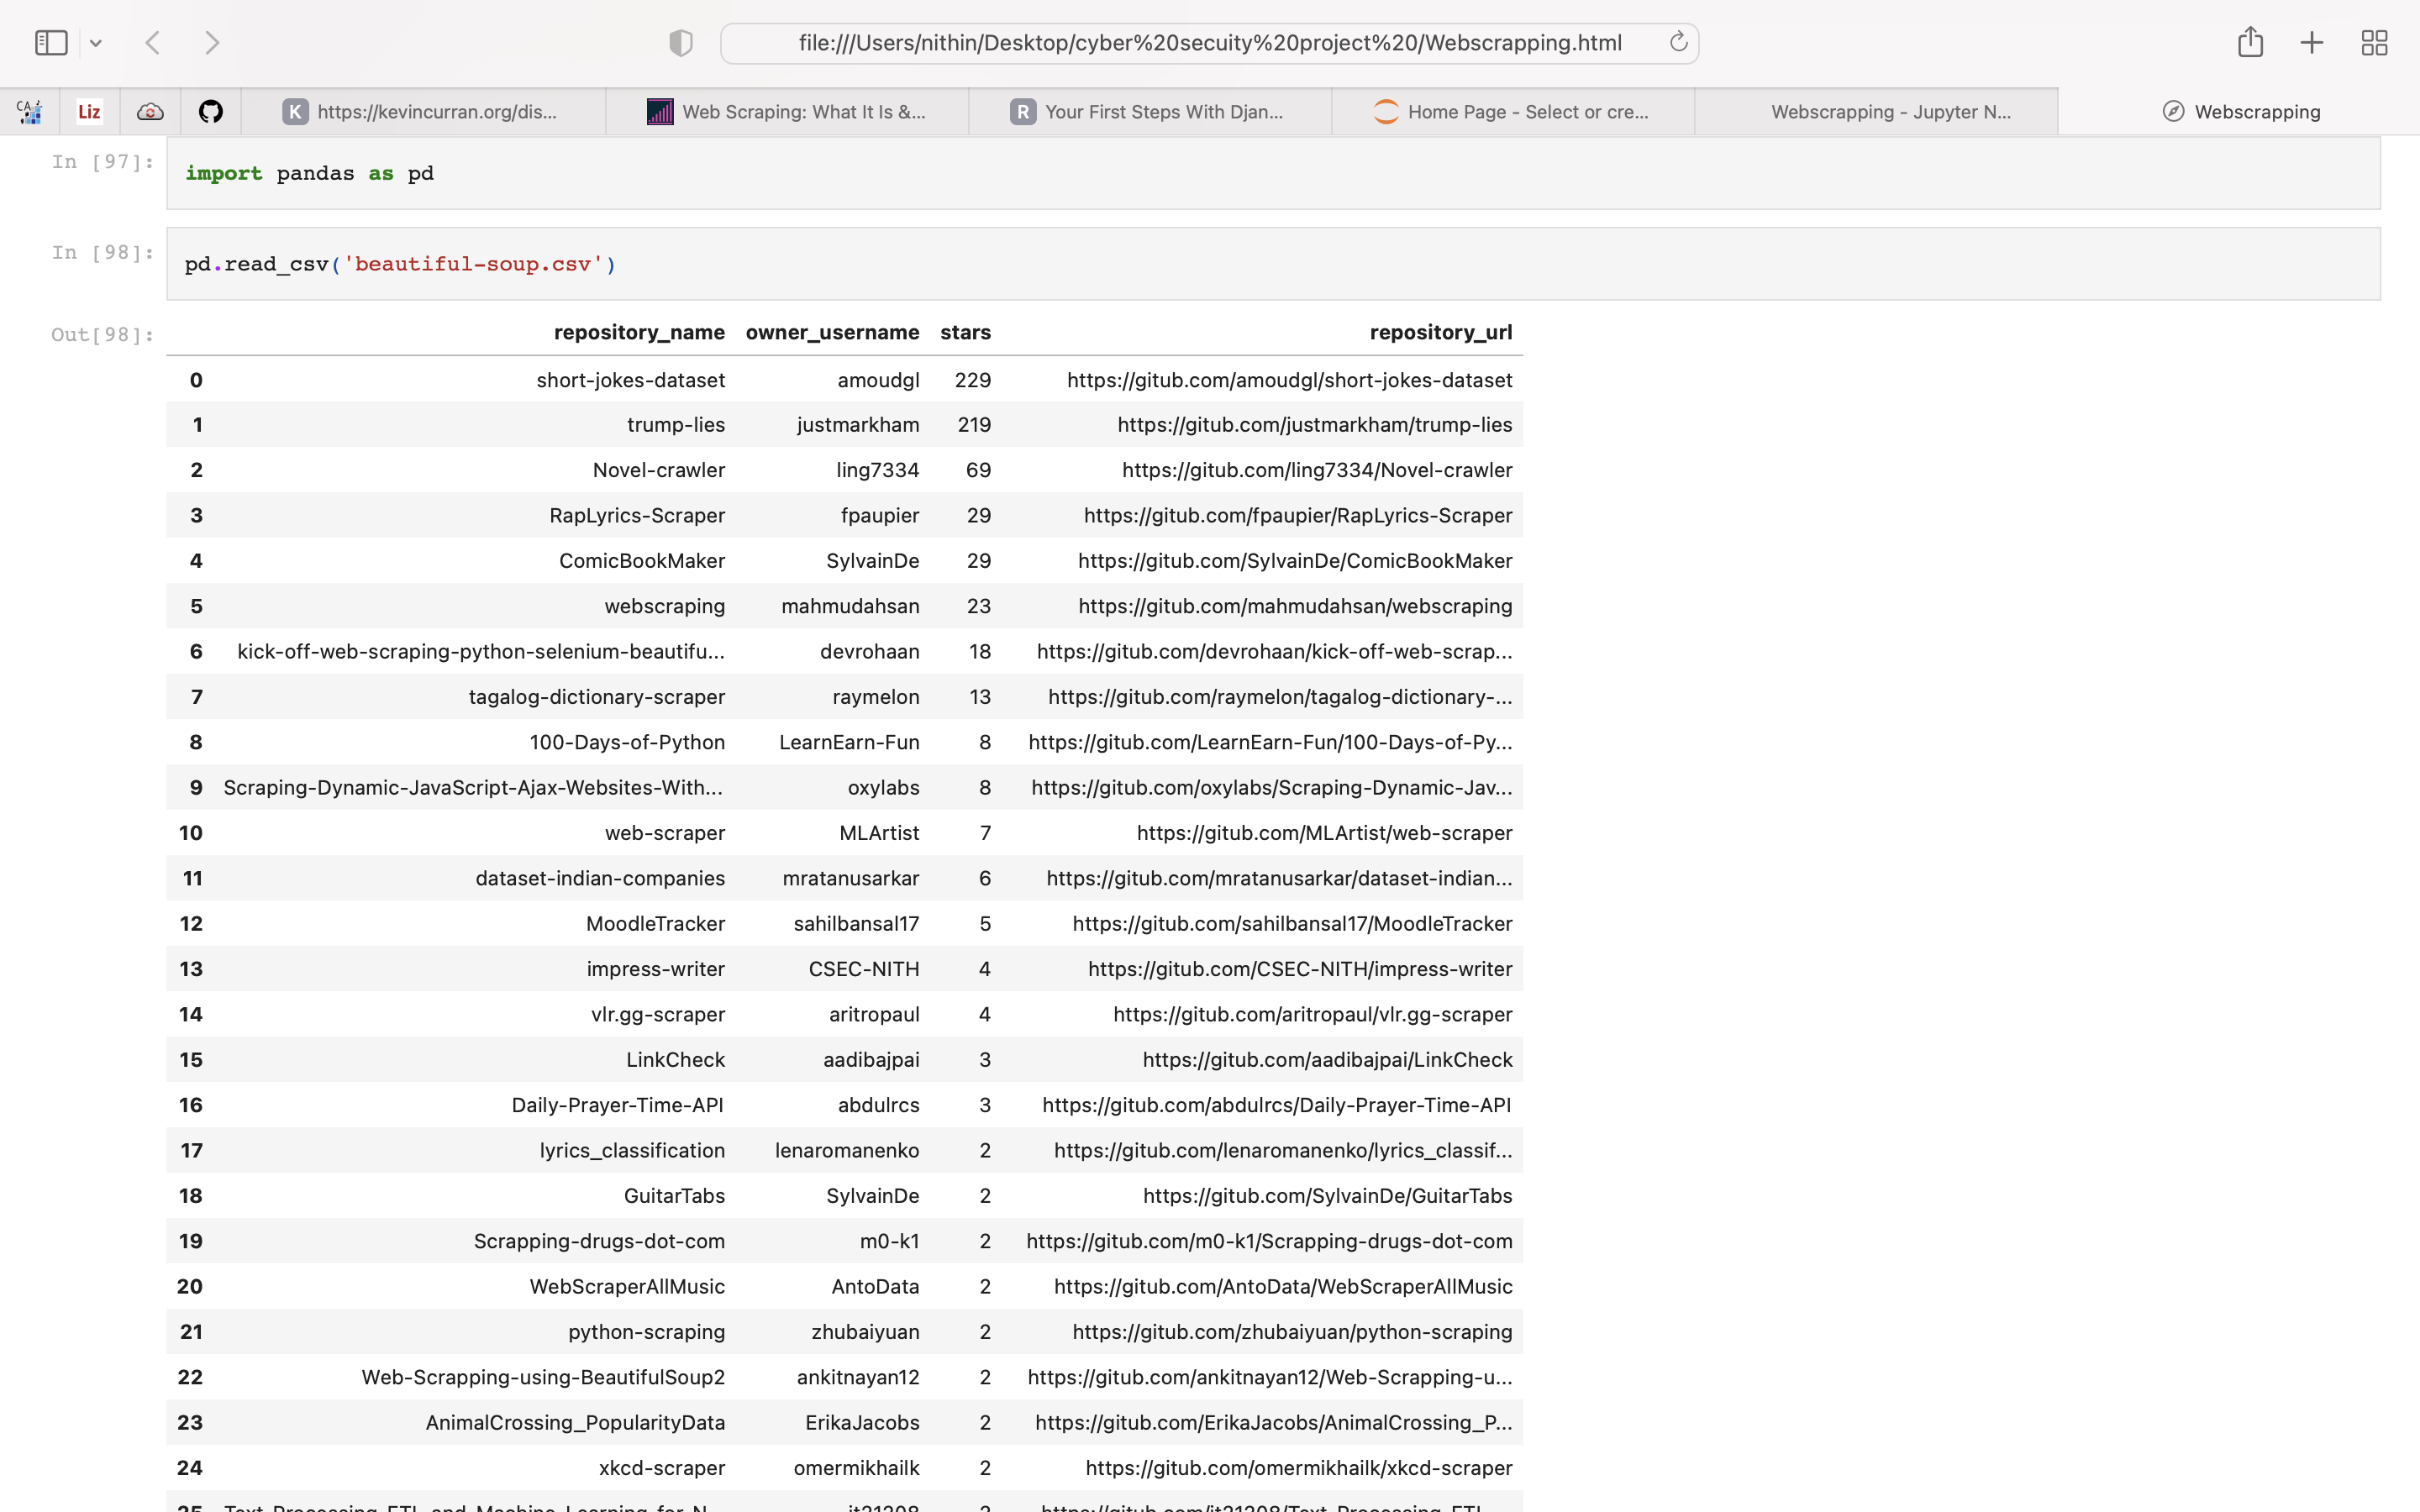 file:///Users/nithin/Desktop/cyber%20secuity%20project%20/Webscrapping.html
Liz K https://kevincurran.org/dis... Web Scraping: What It Is &... R Your First Steps With Djan... Home Page - Select or cre... Webscrapping - Jupyter N... Webscrapping
In [97]: import pandas as pd
In [98]: pd.read_csv('beautiful-soup.csv')
Out[98]: repository_name owner_username stars repository_url
0 short-jokes-dataset amoudgl 229 https://gitub.com/amoudgl/short-jokes-dataset
1 trump-lies justmarkham 219 https://gitub.com/justmarkham/trump-lies
2 Novel-crawler ling7334 69 https://gitub.com/ling7334/Novel-crawler
3 RapLyrics-Scraper fpaupier 29 https://gitub.com/fpaupier/RapLyrics-Scraper
4 ComicBookMaker SylvainDe 29 https://gitub.com/SylvainDe/ComicBookMaker
5 webscraping mahmudahsan 23 https://gitub.com/mahmudahsan/webscraping
6 kick-off-web-scraping-python-selenium-beautifu... devrohaan 18 https://gitub.com/devrohaan/kick-off-web-scrap...
7 tagalog-dictionary-scraper raymelon 13 https://gitub.com/raymelon/tagalog-dictionary-...
8 100-Days-of-Python LearnEarn-Fun 8 https://gitub.com/LearnEarn-Fun/100-Days-of-Py...
9 Scraping-Dynamic-JavaScript-Ajax-Websites-With... oxylabs 8 https://gitub.com/oxylabs/Scraping-Dynamic-Jav...
10 web-scraper MLArtist 7 https://gitub.com/MLArtist/web-scraper
11 dataset-indian-companies mratanusarkar 6 https://gitub.com/mratanusarkar/dataset-indian...
12 MoodleTracker sahilbansal17 5 https://gitub.com/sahilbansal17/MoodleTracker
13 impress-writer CSEC-NITH 4 https://gitub.com/CSEC-NITH/impress-writer
14 vlr.gg-scraper aritropaul 4 https://gitub.com/aritropaul/vlr.gg-scraper
15 LinkCheck aadibajpai 3 https://gitub.com/aadibajpai/LinkCheck
16 Daily-Prayer-Time-API abdulrcs 3 https://gitub.com/abdulrcs/Daily-Prayer-Time-API
17 lyrics_classification lenaromanenko 2 https://gitub.com/lenaromanenko/lyrics_classif...
18 GuitarTabs SylvainDe 2 https://gitub.com/SylvainDe/GuitarTabs
19 Scrapping-drugs-dot-com m0-k1 2 https://gitub.com/m0-k1/Scrapping-drugs-dot-com
20 WebScraperAllMusic AntoData 2 https://gitub.com/AntoData/WebScraperAllMusic
21 python-scraping zhubaiyuan 2 https://gitub.com/zhubaiyuan/python-scraping
22 Web-Scrapping-using-BeautifulSoup2 ankitnayan12 2 https://gitub.com/ankitnayan12/Web-Scrapping-u...
23 AnimalCrossing_PopularityData ErikaJacobs 2 https://gitub.com/ErikaJacobs/AnimalCrossing_P...
24 xkcd-scraper omermikhailk 2 https://gitub.com/omermikhailk/xkcd-scraper